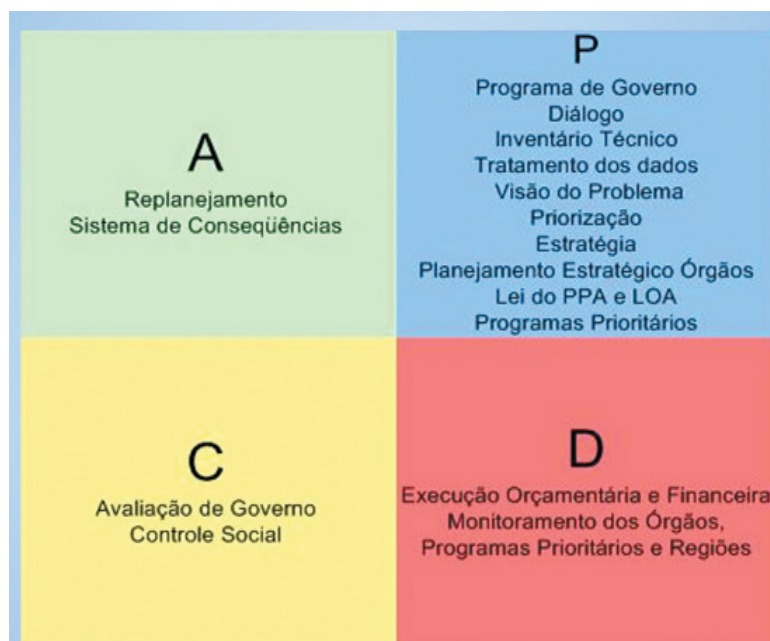 A
Replanejamento
Sistema de Conseqüências
P
Programa de Governo
Diálogo
Inventário Técnico
Tratamento dos dados
Visão do Problema
Priorização
Estratégia
Planejamento Estratégico Órgãos
Lei do PPA e LOA
Programas Prioritários
C
Avaliação de Governo
Controle Social
D
Execução Orçamentária e Financeira
Monitoramento dos Órgãos,
Programas Prioritários e Regiões